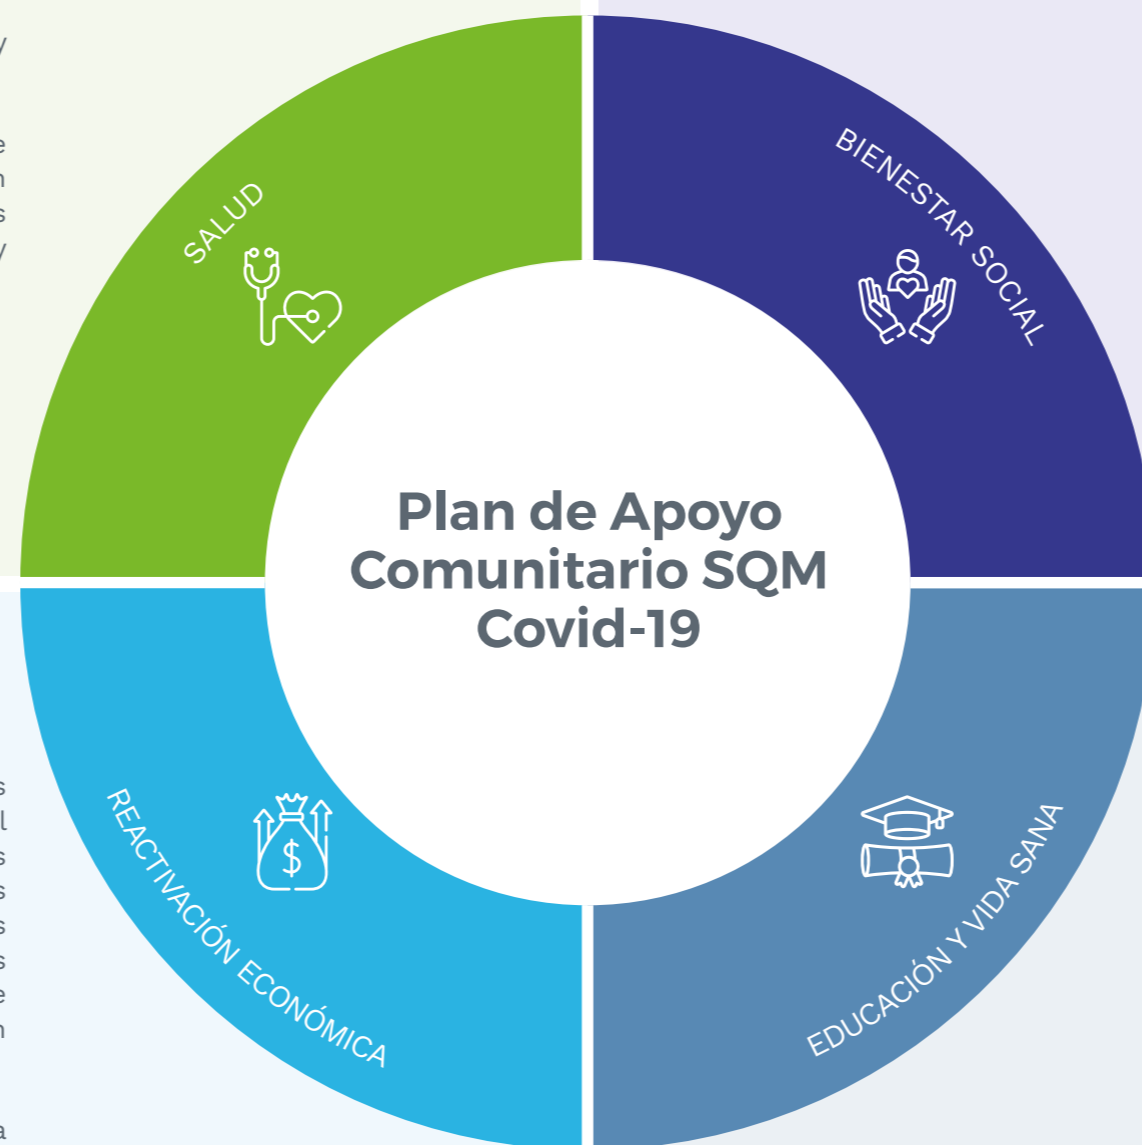 SALUD
BIENESTAR SOCIAL
Plan de Apoyo
Comunitario SQM
Covid-19
REACTIVACIÓN ECONÓMICA
$
EDUCACIÓN Y VIDA SANA